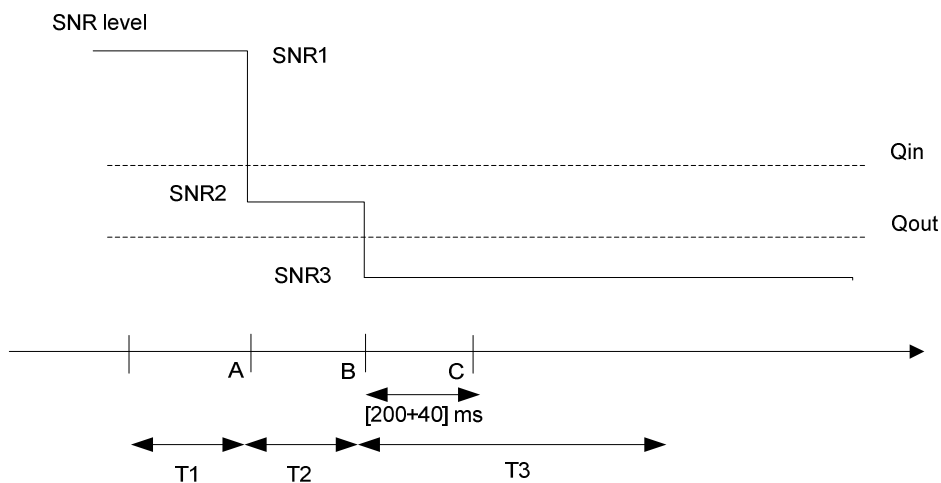 SNR level
SNR1
Qin
SNR2
Qout
SNR3
A B C
[200+40] ms
T1 T2 T3